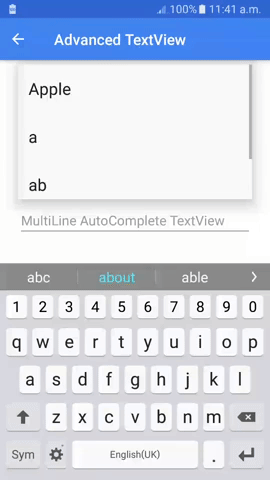 100% 11:41 a.m.
Advanced TextView
Apple
a
ab
MultiLine AutoComplete TextView
abc about able
1 2 3 4 5 6 7 8 9 0
q w e r t y u i o p
a s d f g h j k l
z x c v b n m
Sym English(UK) .